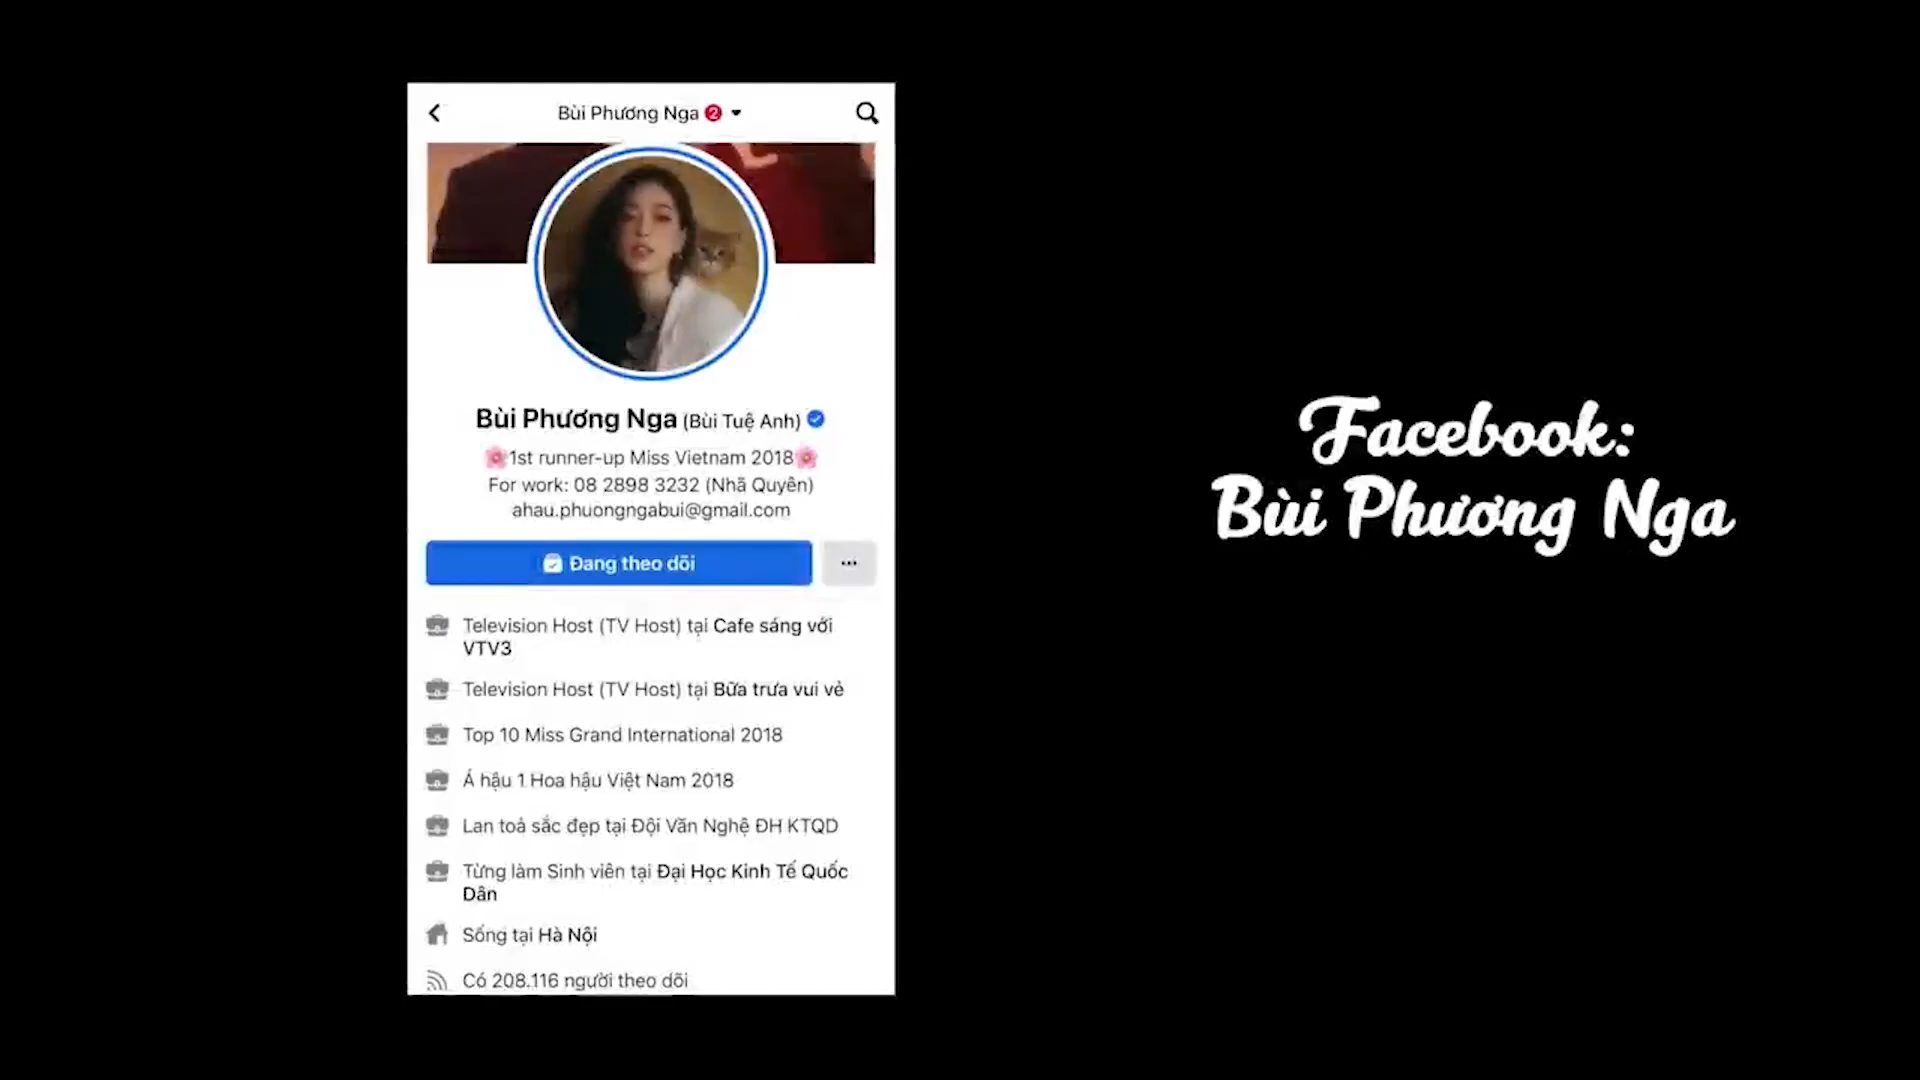 Bùi Phương Nga 2
Bùi Phương Nga (Bùi Tuệ Anh)
🌸1st runner-up Miss Vietnam 2018🌸
For work: 08 2898 3232 (Nhã Quyên)
ahau.phuongngabui@gmail.com
Đang theo dõi
Television Host (TV Host) tại Cafe sáng với
VTV3
Television Host (TV Host) tại Bữa trưa vui vẻ
Top 10 Miss Grand International 2018
Á hậu 1 Hoa hậu Việt Nam 2018
Lan toả sắc đẹp tại Đội Văn Nghệ ĐH KTQD
Từng làm Sinh viên tại Đại Học Kinh Tế Quốc
Dân
Sống tại Hà Nội
Có 208.116 người theo dõi
Facebook:
Bùi Phương Nga